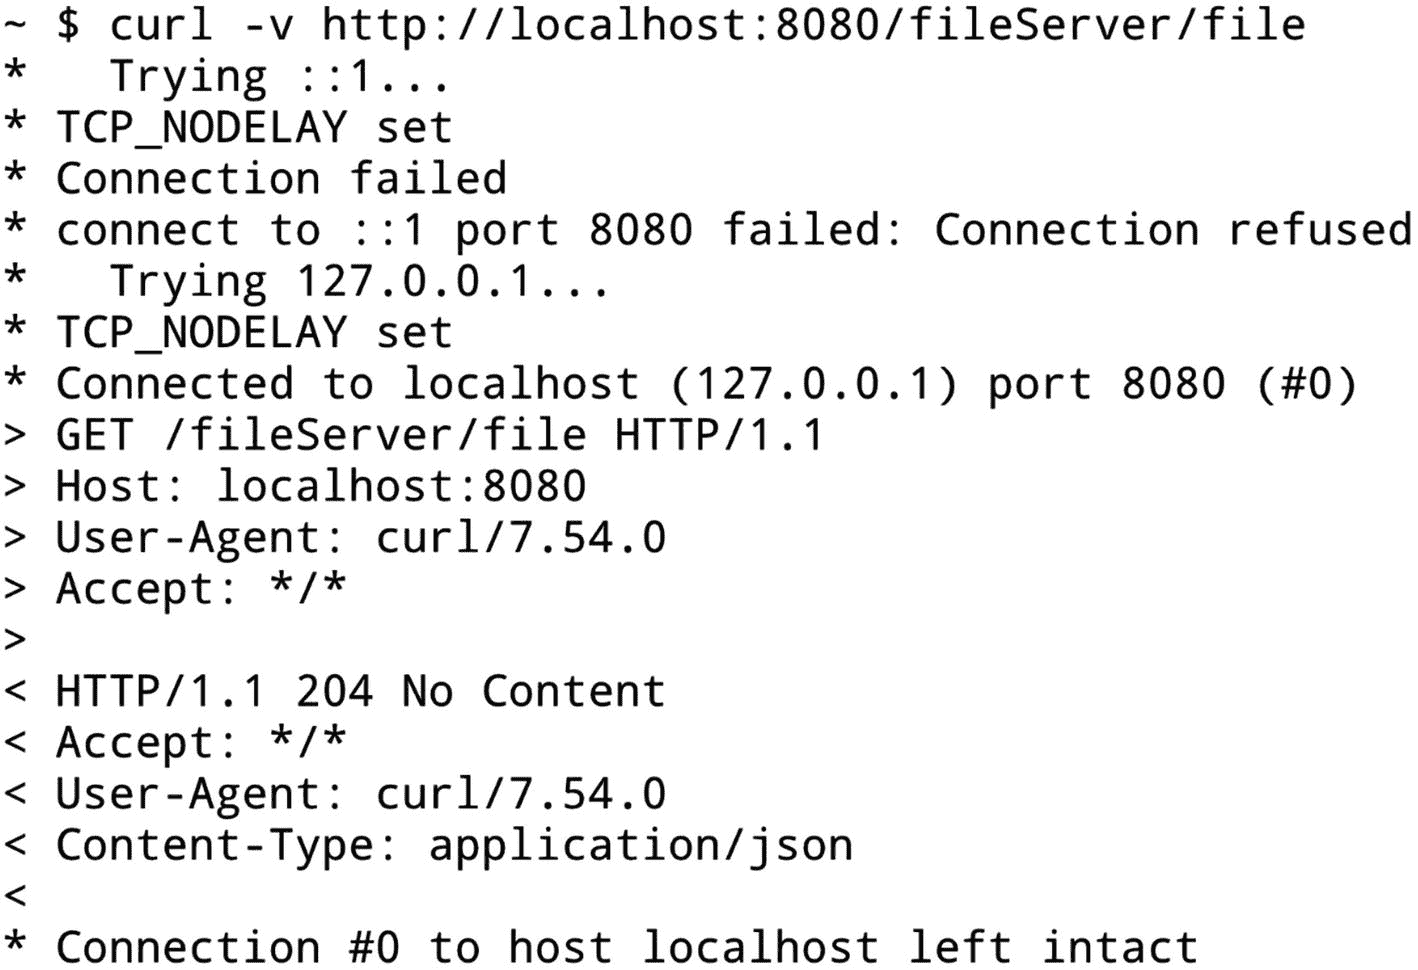 ~ $ curl -v http://localhost:8080/fileServer/file
*   Trying ::1...
* TCP_NODELAY set
* Connection failed
* connect to ::1 port 8080 failed: Connection refused
*   Trying 127.0.0.1...
* TCP_NODELAY set
* Connected to localhost (127.0.0.1) port 8080 (#0)
> GET /fileServer/file HTTP/1.1
> Host: localhost:8080
> User-Agent: curl/7.54.0
> Accept: */*
>
< HTTP/1.1 204 No Content
< Accept: */*
< User-Agent: curl/7.54.0
< Content-Type: application/json
<
* Connection #0 to host localhost left intact